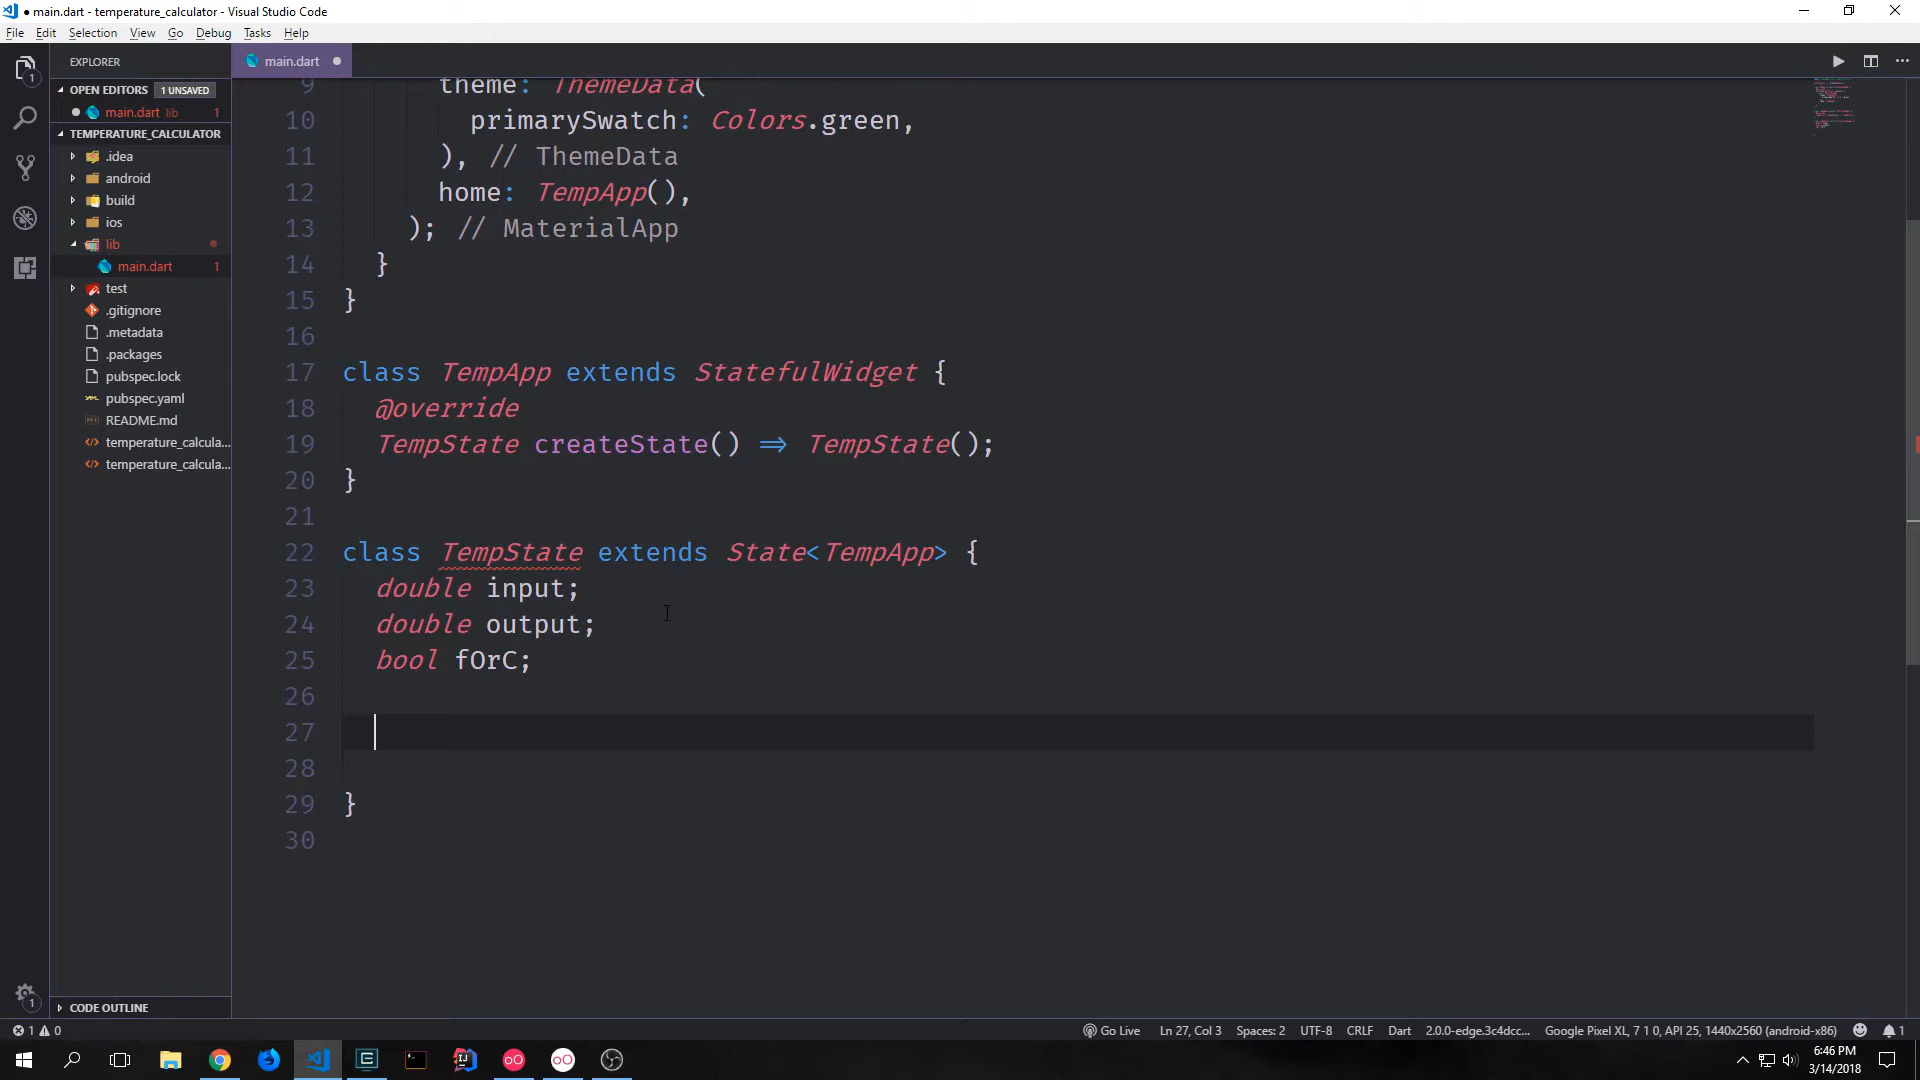 ● main.dart - temperature_calculator - Visual Studio Code
File Edit Selection View Go Debug Tasks Help
EXPLORER
main.dart ●
OPEN EDITORS 1 UNSAVED
● main.dart lib 1
TEMPERATURE_CALCULATOR
.idea
android
build
ios
lib
main.dart 1
test
.gitignore
.metadata
.packages
pubspec.lock
pubspec.yaml
README.md
temperature_calcula...
temperature_calcula...
CODE OUTLINE
9 theme: ThemeData(
10 primarySwatch: Colors.green,
11 ), // ThemeData
12 home: TempApp(),
13 ); // MaterialApp
14 }
15 }
16
17 class TempApp extends StatefulWidget {
18 @override
19 TempState createState() => TempState();
20 }
21
22 class TempState extends State<TempApp> {
23 double input;
24 double output;
25 bool fOrC;
26
27
28
29 }
30
1 0 Go Live Ln 27, Col 3 Spaces: 2 UTF-8 CRLF Dart 2.0.0-edge.3c4dcc... Google Pixel XL, 7 1 0, API 25, 1440x2560 (android-x86) 1
6:46 PM
3/14/2018